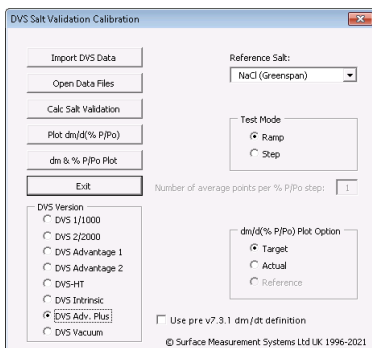 DVS Salt Validation Calibration
Import DVS Data
Open Data Files
Calc Salt Validation
Plot dm/d(% P/Po)
dm & % P/Po Plot
Exit
DVS Version
DVS 1/1000
DVS 2/2000
DVS Advantage 1
DVS Advantage 2
DVS-HT
DVS Intrinsic
DVS Adv. Plus
DVS Vacuum
Reference Salt:
NaCl (Greenspan)
Test Mode
Ramp
Step
Number of average points per % P/Po step: 1
dm/d(% P/Po) Plot Option
Target
Actual
Reference
Use pre v7.3.1 dm/dt definition
© Surface Measurement Systems Ltd UK 1996-2021